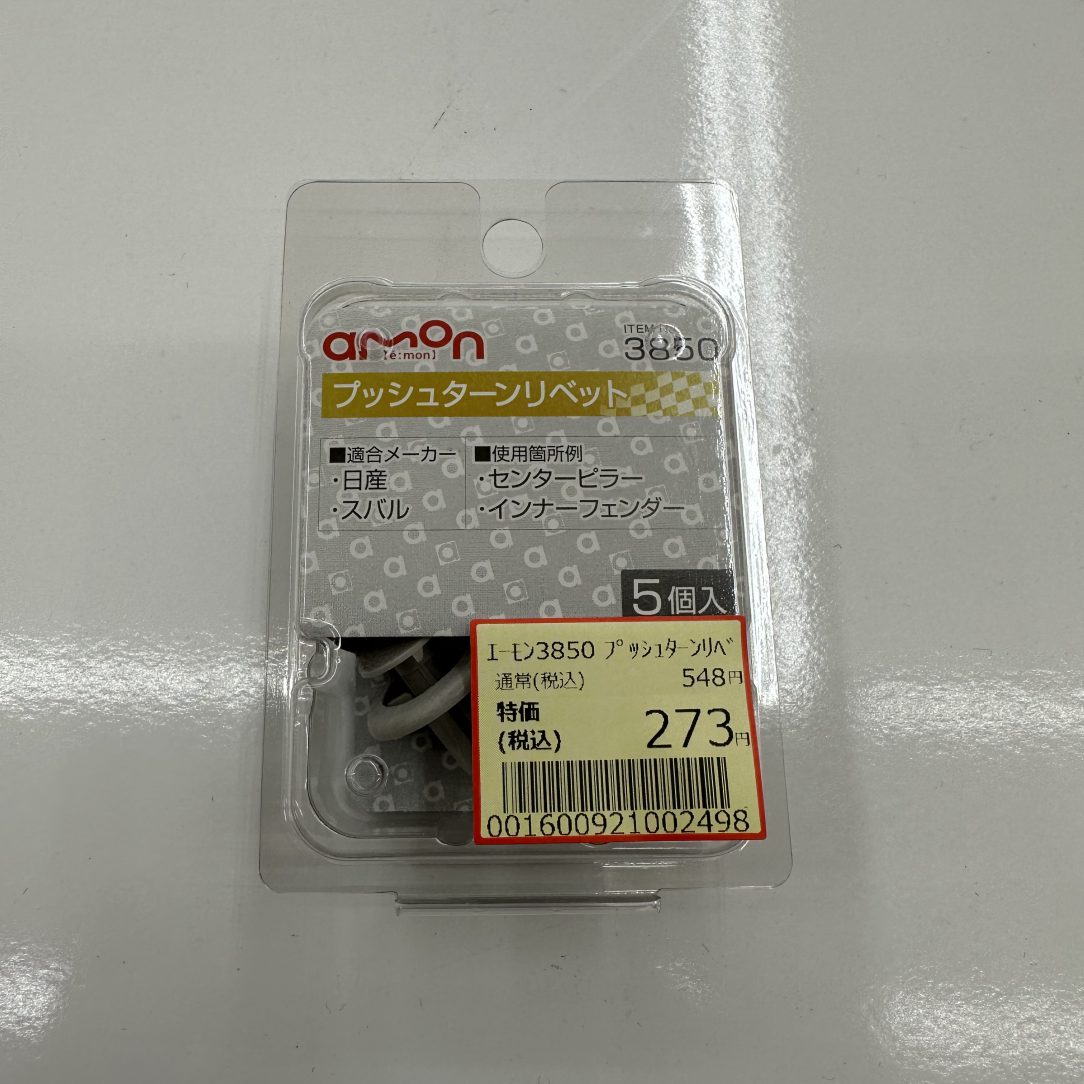 amon
[é:mon]
ITEM No.
3850
プッシュターンリベット
■適合メーカー
・日産
・スバル
■使用箇所例
・センターピラー
・インナーフェンダー
5個入
ｴｰﾓﾝ3850 ﾌﾟｯｼｭﾀｰﾝﾘﾍﾞ
通常(税込) 548円
特価
(税込) 273円
001600921002498